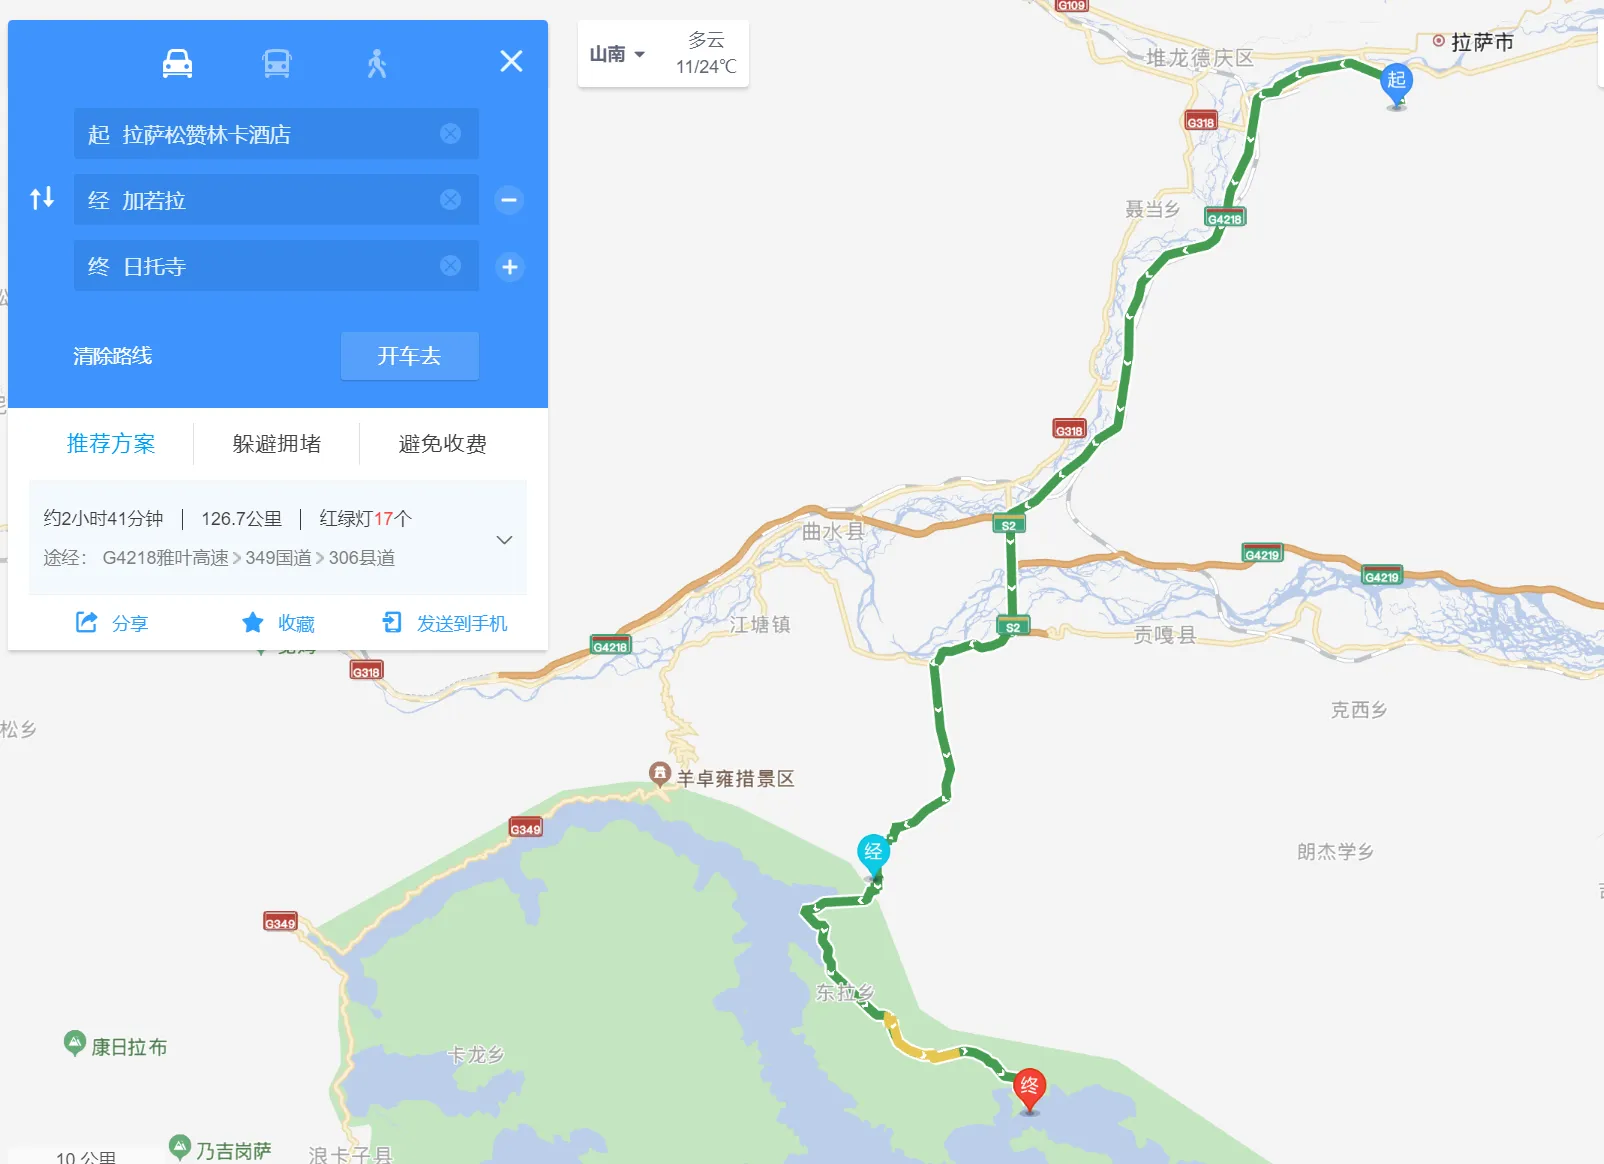 起 拉萨松赞林卡酒店
经 加若拉
终 日托寺
清除路线
开车去
推荐方案
躲避拥堵
避免收费
约2小时41分钟 | 126.7公里 | 红绿灯17个
途经： G4218雅叶高速 > 349国道 > 306县道
分享
收藏
发送到手机
山南
多云
11/24℃
G109
拉萨市
堆龙德庆区
起
G318
聂当乡
G4218
G318
S2
曲水县
G4219
G4219
江塘镇
S2
贡嘎县
G4218
G318
克西乡
松乡
羊卓雍措景区
G349
经
朗杰学乡
G349
东拉乡
康日拉布
卡龙乡
终
乃吉岗萨
浪卡子县
10 公里